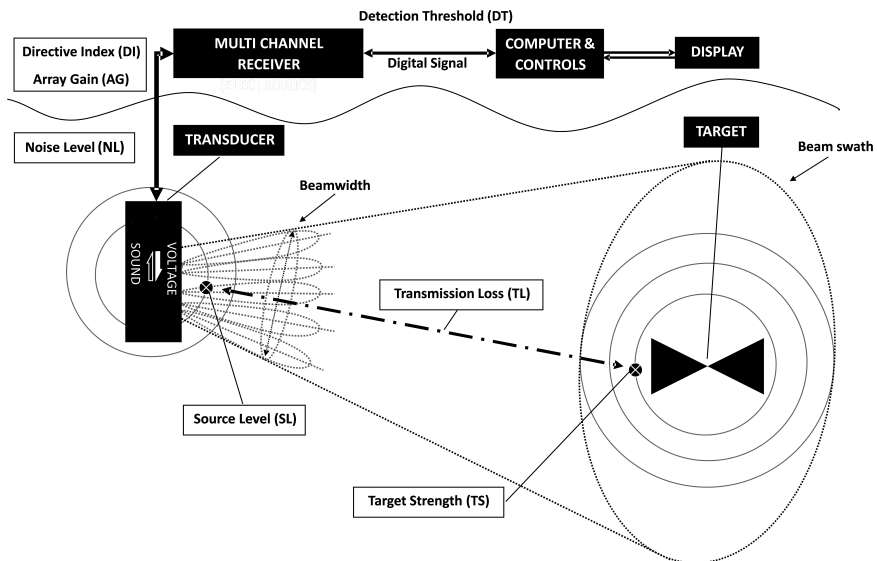 Detection Threshold (DT)
Directive Index (DI)
Array Gain (AG)
MULTI CHANNEL
RECEIVER
(ELECTRONICS)
Digital Signal
COMPUTER &
CONTROLS
DISPLAY
Noise Level (NL)
TRANSDUCER
TARGET
Beam swath
Beamwidth
VOLTAGE
SOUND
Transmission Loss (TL)
Source Level (SL)
Target Strength (TS)